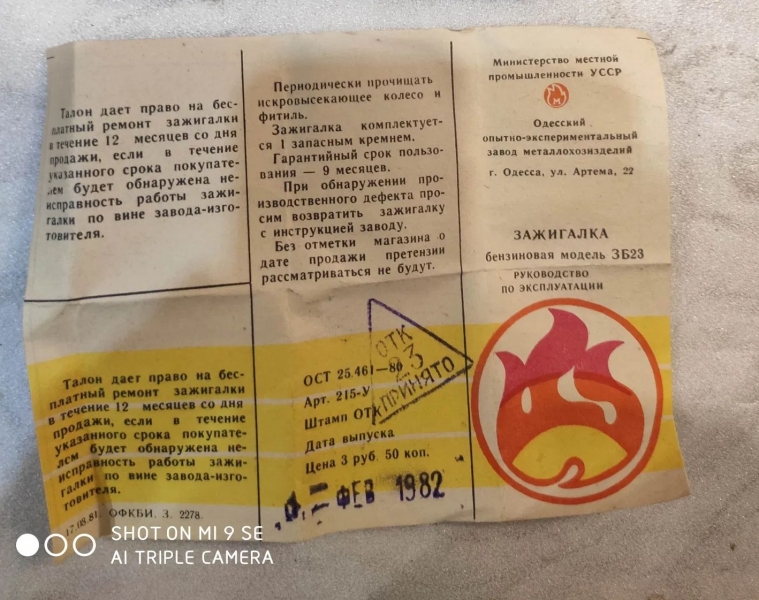 Талон дает право на бес-
платный ремонт зажигалки
в течение 12 месяцев со дня
продажи, если в течение
указанного срока покупате-
лем будет обнаружена не-
исправность работы зажи-
галки по вине завода-изго-
товителя.
Талон дает право на бес-
платный ремонт зажигалки
в течение 12 месяцев со дня
продажи, если в течение
указанного срока покупате-
лем будет обнаружена не-
исправность работы зажи-
галки по вине завода-изго-
товителя.
17.08.81. ОФКБИ. З. 2278.
Периодически прочищать
искровысекающее колесо и
фитиль.
Зажигалка комплектует-
ся 1 запасным кремнем.
Гарантийный срок пользо-
вания — 9 месяцев.
При обнаружении про-
изводственного дефекта про-
сим возвратить зажигалку
с инструкцией заводу.
Без отметки магазина о
дате продажи претензии
рассматриваться не будут.
ОСТ 25.461—80
Арт. 215-У
Штамп ОТК
Дата выпуска
Цена 3 руб. 50 коп.
ОТК
23
ПРИНЯТО
ФЕВ 1982
Министерство местной
промышленности УССР
М
Одесский
опытно-экспериментальный
завод металлохозизделий
г. Одесса, ул. Артема, 22
ЗАЖИГАЛКА
бензиновая модель ЗБ23
РУКОВОДСТВО
ПО ЭКСПЛУАТАЦИИ
SHOT ON MI 9 SE
AI TRIPLE CAMERA